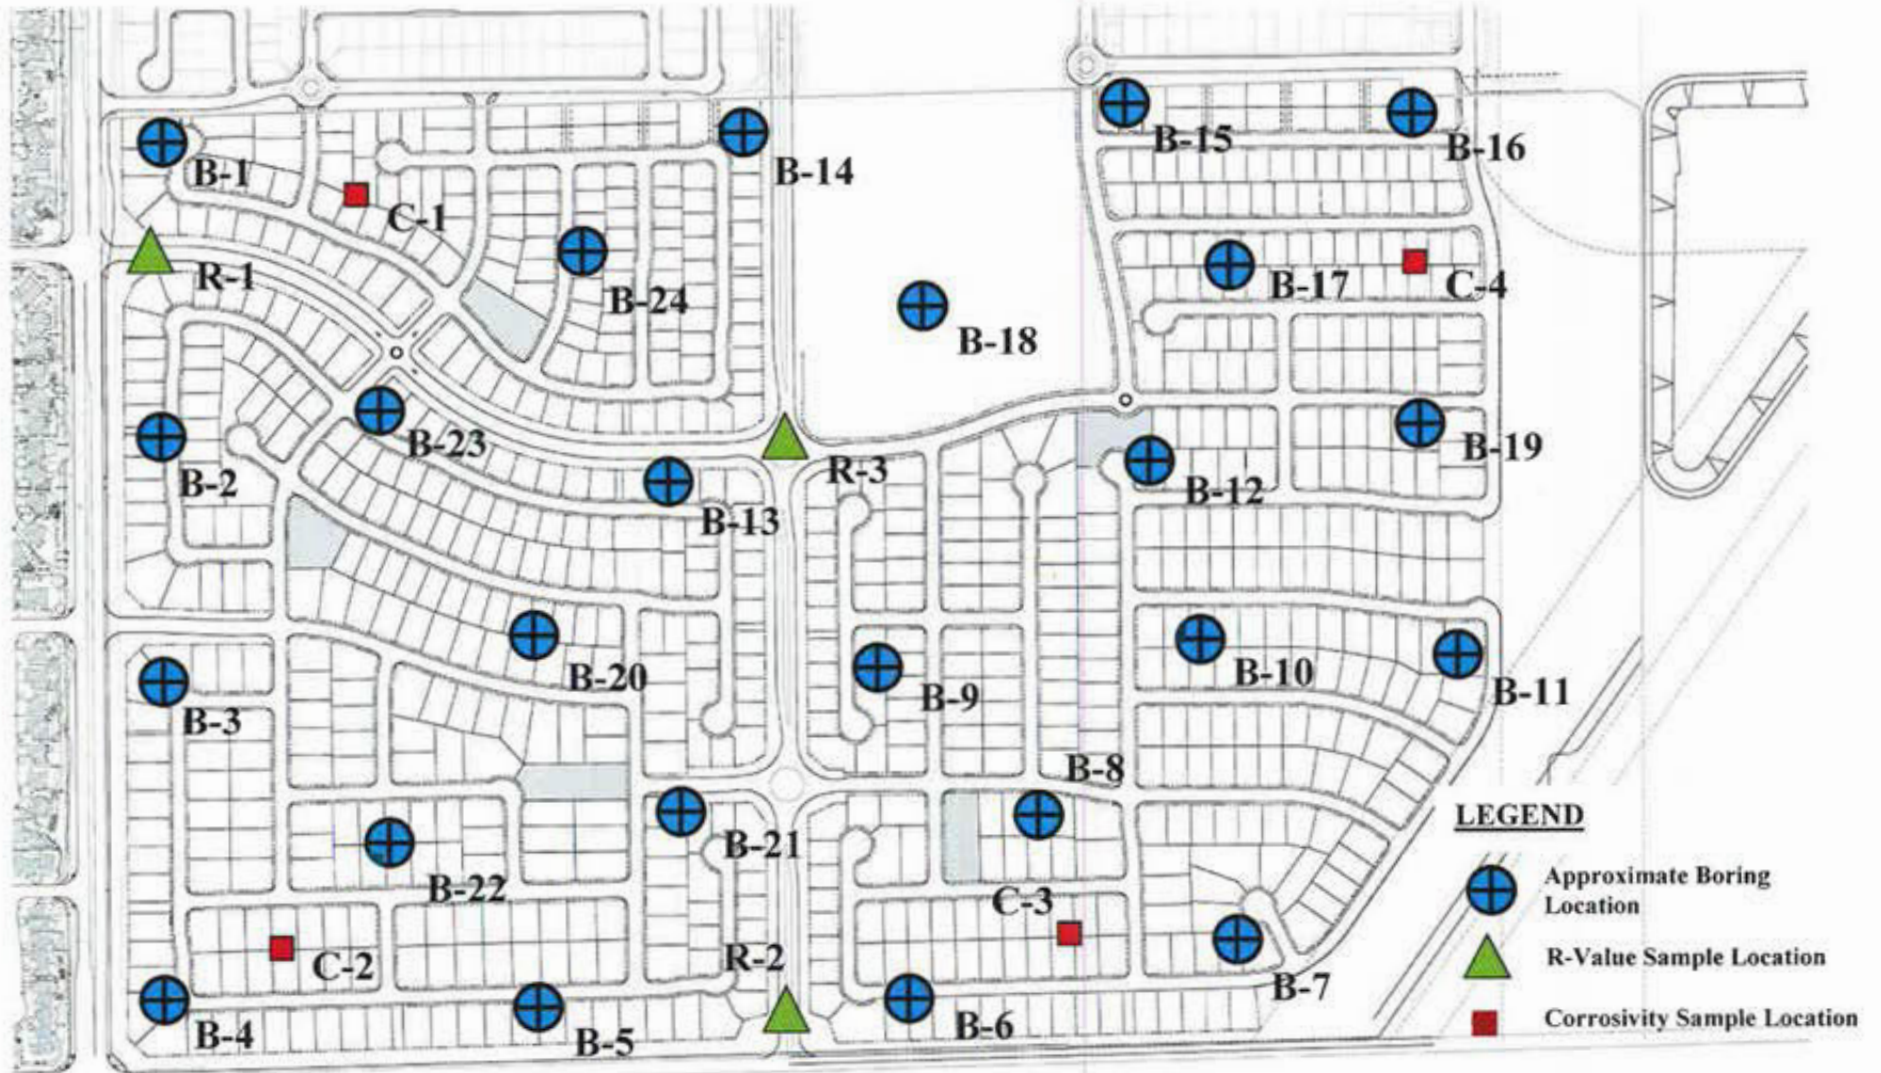 B-15
B-16
B-14
B-1
C-1
R-1
B-24
B-17
C-4
B-18
B-23
B-19
R-3
B-2
B-12
B-13
B-20
B-10
B-11
B-9
B-3
B-8
LEGEND
B-21
B-22
Approximate Boring
Location
C-3
R-2
C-2
R-Value Sample Location
B-7
B-4
B-5
B-6
Corrosivity Sample Location